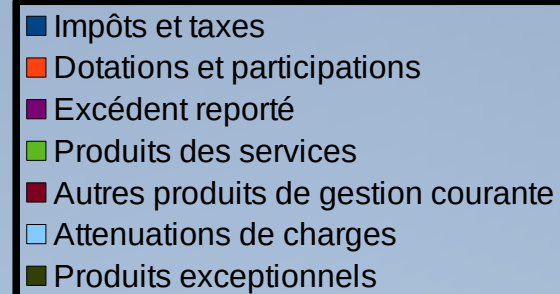 Impôts et taxes
Dotations et participations
Excédent reporté
Produits des services
Autres produits de gestion courante
Attenuations de charges
Produits exceptionnels